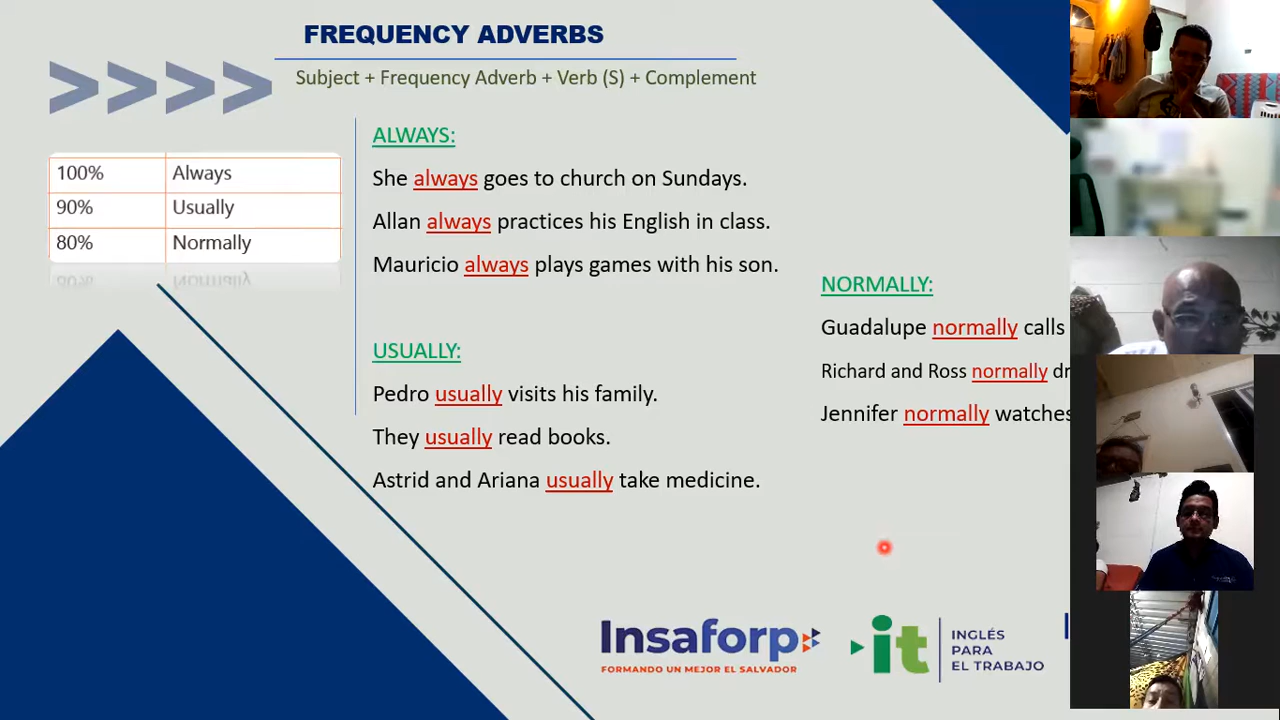 FREQUENCY ADVERBS
Subject + Frequency Adverb + Verb (S) + Complement
100% Always
90% Usually
80% Normally
ALWAYS:
She always goes to church on Sundays.
Allan always practices his English in class.
Mauricio always plays games with his son.
USUALLY:
Pedro usually visits his family.
They usually read books.
Astrid and Ariana usually take medicine.
NORMALLY:
Guadalupe normally calls
Richard and Ross normally
Jennifer normally watches
Insaforp
FORMANDO UN MEJOR EL SALVADOR
it
INGLÉS
PARA
EL TRABAJO